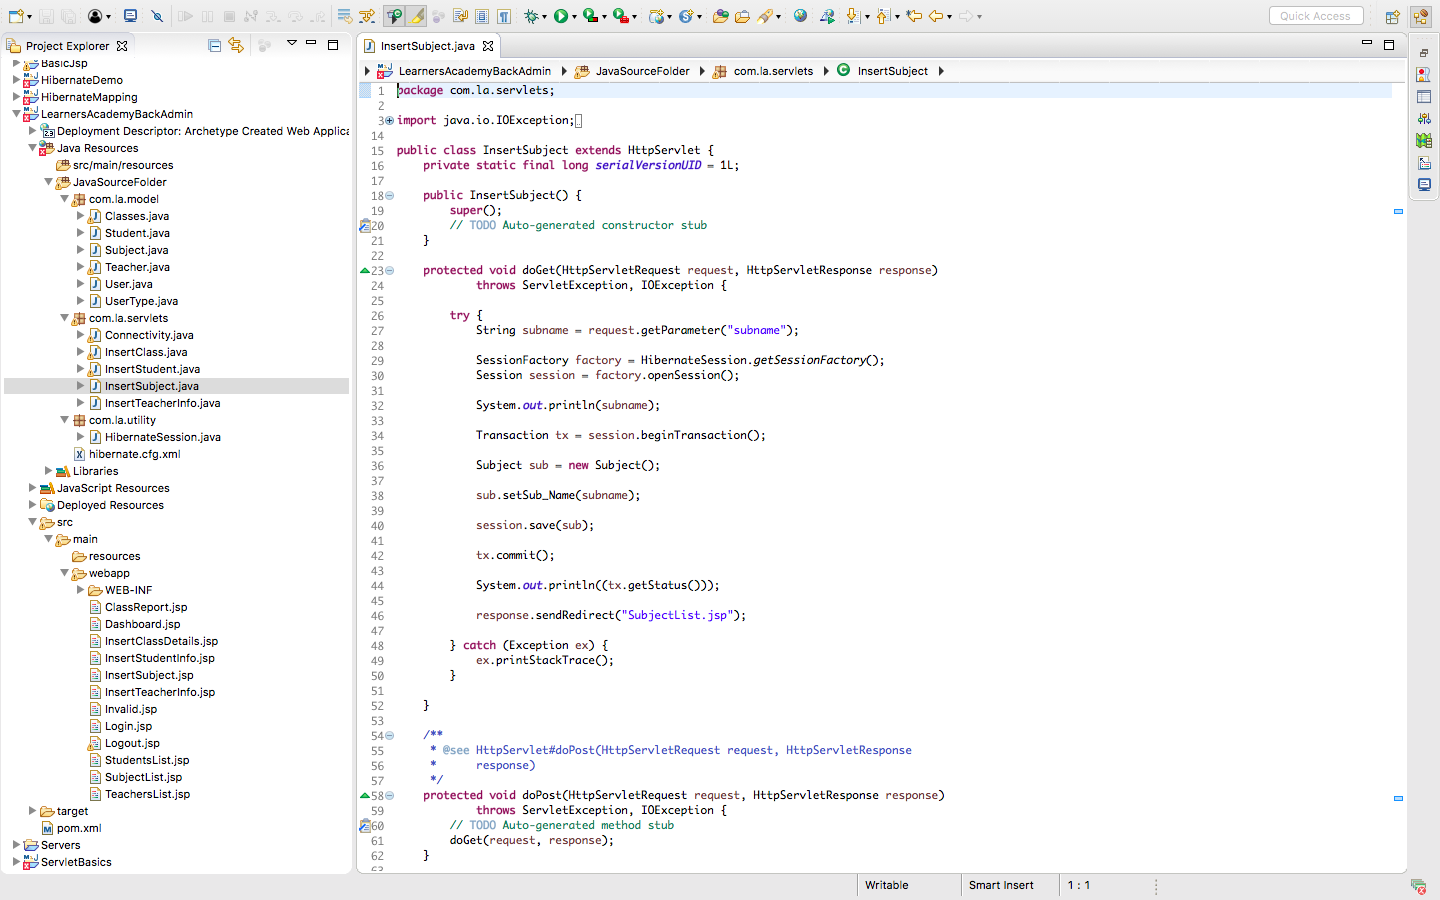 Quick Access
Project Explorer
BasicJsp
HibernateDemo
HibernateMapping
LearnersAcademyBackAdmin
Deployment Descriptor: Archetype Created Web Applica
Java Resources
src/main/resources
JavaSourceFolder
com.la.model
Classes.java
Student.java
Subject.java
Teacher.java
User.java
UserType.java
com.la.servlets
Connectivity.java
InsertClass.java
InsertStudent.java
InsertSubject.java
InsertTeacherInfo.java
com.la.utility
HibernateSession.java
hibernate.cfg.xml
Libraries
JavaScript Resources
Deployed Resources
src
main
resources
webapp
WEB-INF
ClassReport.jsp
Dashboard.jsp
InsertClassDetails.jsp
InsertStudentInfo.jsp
InsertSubject.jsp
InsertTeacherInfo.jsp
Invalid.jsp
Login.jsp
Logout.jsp
StudentsList.jsp
SubjectList.jsp
TeachersList.jsp
target
pom.xml
Servers
ServletBasics
InsertSubject.java
LearnersAcademyBackAdmin JavaSourceFolder com.la.servlets InsertSubject
1 package com.la.servlets;
2
3 import java.io.IOException;
14
15 public class InsertSubject extends HttpServlet {
16 private static final long serialVersionUID = 1L;
17
18 public InsertSubject() {
19 super();
20 // TODO Auto-generated constructor stub
21 }
22
23 protected void doGet(HttpServletRequest request, HttpServletResponse response)
24 throws ServletException, IOException {
25
26 try {
27 String subname = request.getParameter("subname");
28
29 SessionFactory factory = HibernateSession.getSessionFactory();
30 Session session = factory.openSession();
31
32 System.out.println(subname);
33
34 Transaction tx = session.beginTransaction();
35
36 Subject sub = new Subject();
37
38 sub.setSub_Name(subname);
39
40 session.save(sub);
41
42 tx.commit();
43
44 System.out.println((tx.getStatus()));
45
46 response.sendRedirect("SubjectList.jsp");
47
48 } catch (Exception ex) {
49 ex.printStackTrace();
50 }
51
52 }
53
54 /**
55 * @see HttpServlet#doPost(HttpServletRequest request, HttpServletResponse
56 * response)
57 */
58 protected void doPost(HttpServletRequest request, HttpServletResponse response)
59 throws ServletException, IOException {
60 // TODO Auto-generated method stub
61 doGet(request, response);
62 }
63
Writable Smart Insert 1 : 1